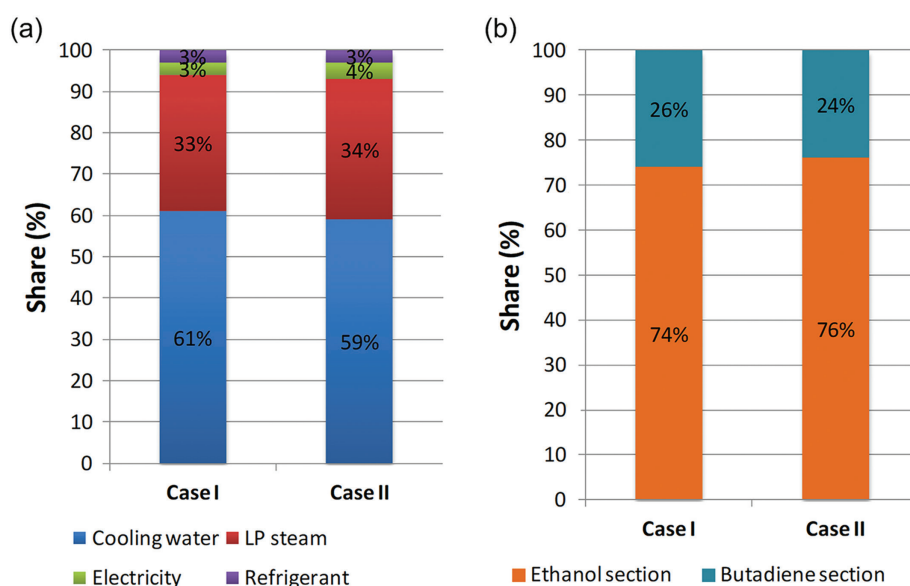 (a)
Share (%)
100
90
80
70
60
50
40
30
20
10
0
3%
3%
33%
61%
3%
4%
34%
59%
Case I
Case II
Cooling water
LP steam
Electricity
Refrigerant
(b)
Share (%)
100
90
80
70
60
50
40
30
20
10
0
26%
74%
24%
76%
Case I
Case II
Ethanol section
Butadiene section